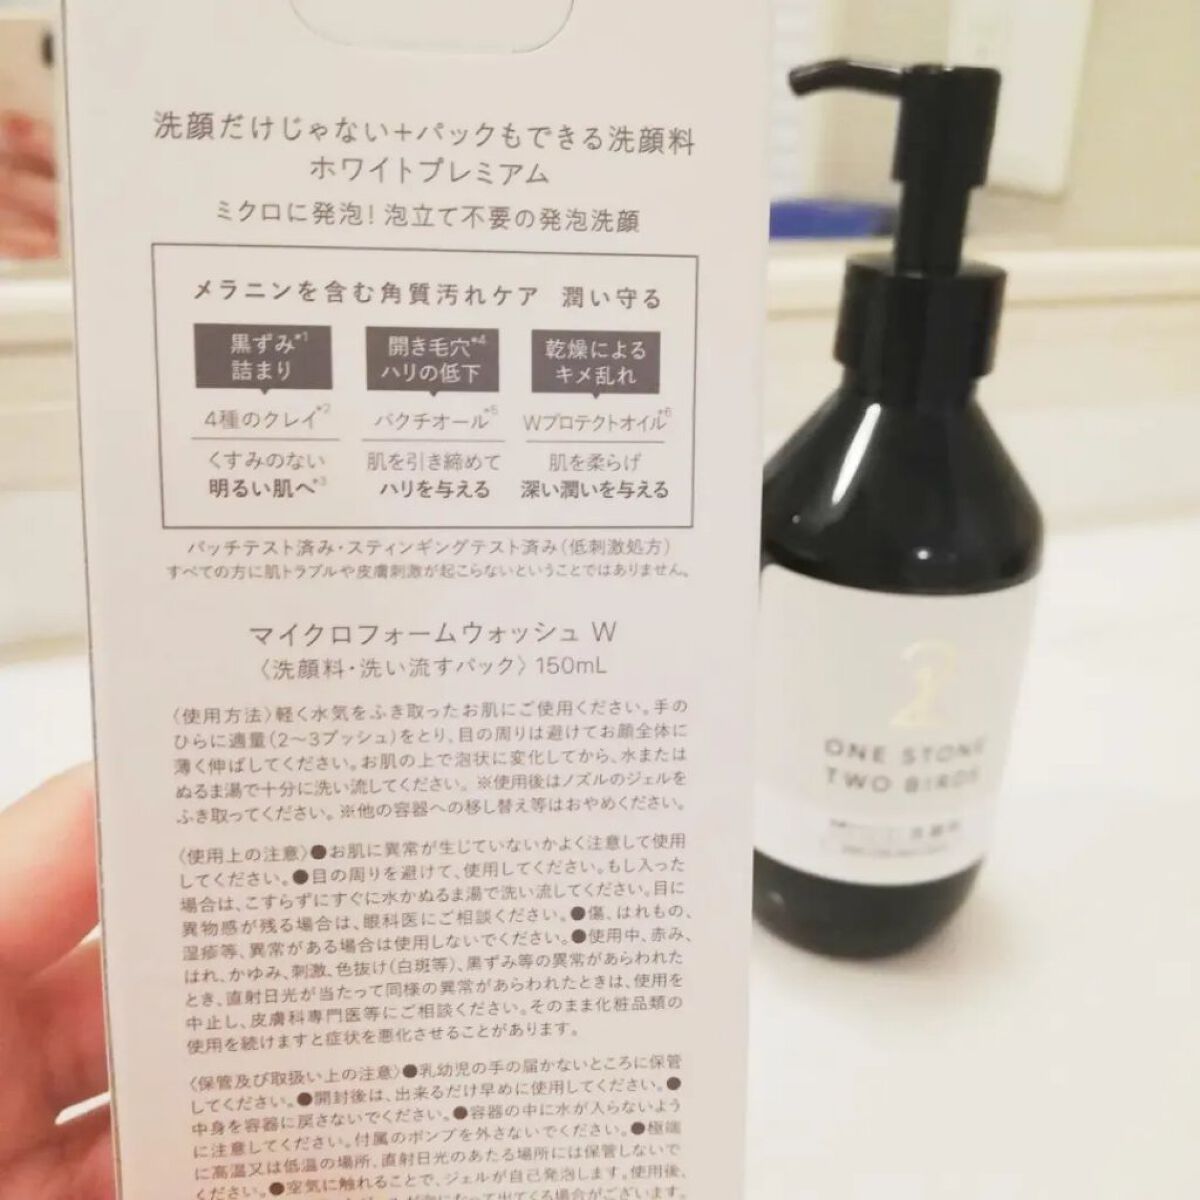 洗顔だけじゃない+パックもできる洗顔料
ホワイトプレミアム
ミクロに発泡!泡立て不要の発泡洗顔
メラニンを含む角質汚れケア 潤い守る
黒ずみ*1
詰まり
開き毛穴*4
ハリの低下
乾燥による
キメ乱れ
4種のクレイ*2
バクチオール*5
Wプロテクトオイル*6
くすみのない
明るい肌へ*3
肌を引き締めて
ハリを与える
肌を柔らげ
深い潤いを与える
パッチテスト済み・スティンギングテスト済み(低刺激処方)
すべての方に肌トラブルや皮膚刺激が起こらないということではありません。
マイクロフォームウォッシュ W
〈洗顔料・洗い流すパック〉150mL
〈使用方法〉軽く水気をふき取ったお肌にご使用ください。手の
ひらに適量(2〜3プッシュ)をとり、目の周りは避けてお顔全体に
薄く伸ばしてください。お肌の上で泡状に変化してから、水または
ぬるま湯で十分に洗い流してください。※使用後はノズルのジェルを
ふき取ってください。※他の容器への移し替え等はおやめください。
〈使用上の注意〉●お肌に異常が生じていないかよく注意して使用
してください。●目の周りを避けて、使用してください。もし入った
場合は、こすらずにすぐに水かぬるま湯で洗い流してください。目に
異物感が残る場合は、眼科医にご相談ください。●傷、はれもの、
湿疹等、異常がある場合は使用しないでください。●使用中、赤み、
はれ、かゆみ、刺激、色抜け(白斑等)、黒ずみ等の異常があらわれた
とき、直射日光が当たって同様の異常があらわれたときは、使用を
中止し、皮膚科専門医等にご相談ください。そのまま化粧品類の
使用を続けますと症状を悪化させることがあります。
〈保管及び取扱い上の注意〉●乳幼児の手の届かないところに保管
してください。●開封後は、出来るだけ早めに使用してください。●
中身を容器に戻さないでください。●容器の中に水が入らないよう
に注意してください。付属のポンプを外さないでください。●極端
に高温又は低温の場所、直射日光のあたる場所には保管しないで
ください。●空気に触れることで、ジェルが自己発泡します。使用後、
2
ONE STONE
TWO BIRDS